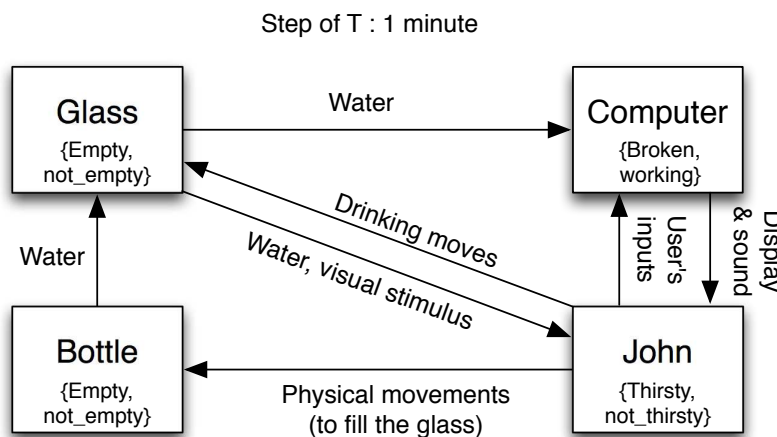 Step of T : 1 minute
Glass
{Empty,
not_empty}
Water
Computer
{Broken,
working}
Drinking moves
Water, visual stimulus
Water
User's
inputs
Display
& sound
Bottle
{Empty,
not_empty}
Physical movements
(to fill the glass)
John
{Thirsty,
not_thirsty}